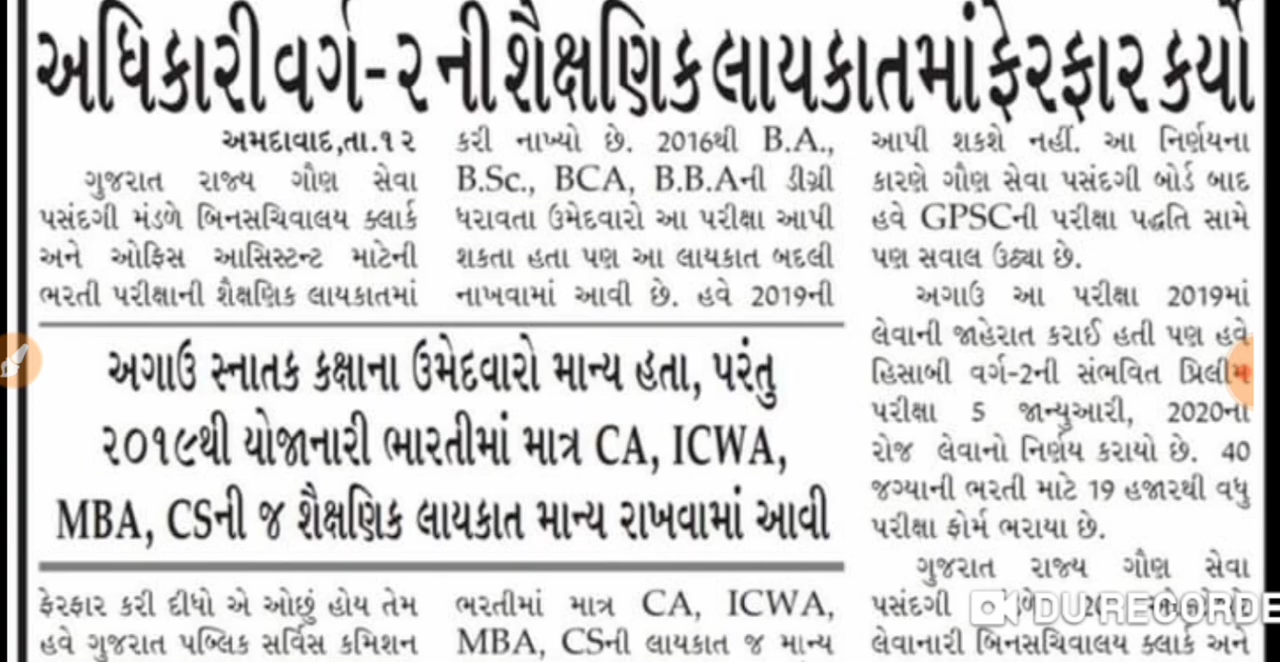 અધિકારી વર્ગ-૨ ની શૈક્ષણિક લાયકાતમાં ફેરફાર કર્યો
અમદાવાદ,તા.૧૨
ગુજરાત રાજ્ય ગૌણ સેવા
પસંદગી મંડળે બિનસચિવાલય ક્લાર્ક
અને ઓફિસ આસિસ્ટન્ટ માટેની
ભરતી પરીક્ષાની શૈક્ષણિક લાયકાતમાં
અગાઉ સ્નાતક કક્ષાના ઉમેદવારો માન્ય હતા, પરંતુ
૨૦૧૯થી યોજાનારી ભારતીમાં માત્ર CA, ICWA,
MBA, CSની જ શૈક્ષણિક લાયકાત માન્ય રાખવામાં આવી
ફેરફાર કરી દીધો એ ઓછું હોય તેમ
હવે ગુજરાત પબ્લિક સર્વિસ કમિશન
કરી નાખ્યો છે. 2016થી B.A.,
B.Sc., BCA, B.B.Aની ડીગ્રી
ધરાવતા ઉમેદવારો આ પરીક્ષા આપી
શકતા હતા પણ આ લાયકાત બદલી
નાખવામાં આવી છે. હવે 2019ની
ભરતીમાં માત્ર CA, ICWA,
MBA, CSની લાયકાત જ માન્ય
આપી શકશે નહીં. આ નિર્ણયના
કારણે ગૌણ સેવા પસંદગી બોર્ડ બાદ
હવે GPSCની પરીક્ષા પદ્ધતિ સામે
પણ સવાલ ઉઠ્યા છે.
અગાઉ આ પરીક્ષા 2019માં
લેવાની જાહેરાત કરાઈ હતી પણ હવે
હિસાબી વર્ગ-2ની સંભવિત પ્રિલીમ
પરીક્ષા 5 જાન્યુઆરી, 2020ના
રોજ લેવાનો નિર્ણય કરાયો છે. 40
જગ્યાની ભરતી માટે 19 હજારથી વધુ
પરીક્ષા ફોર્મ ભરાયા છે.
ગુજરાત રાજ્ય ગૌણ સેવા
પસંદગી
લેવાનારી બિનસચિવાલય ક્લાર્ક અને
DU RECORDE